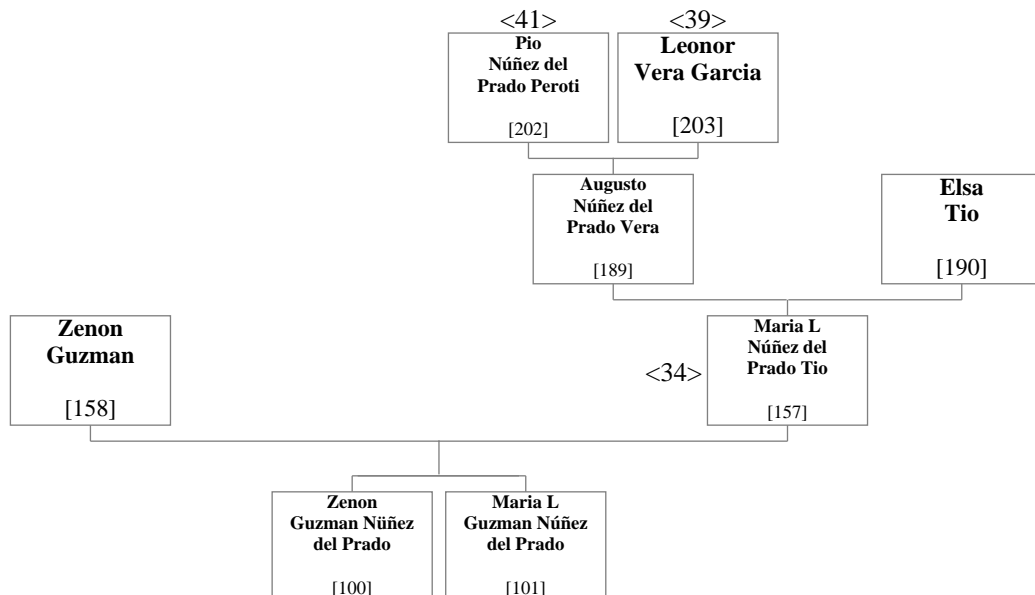 <41>
<39>
Pio
Núñez del
Prado Peroti
[202]
Leonor
Vera Garcia
[203]
Augusto
Núñez del
Prado Vera
[189]
Elsa
Tio
[190]
Zenon
Guzman
[158]
<34>
Maria L
Núñez del
Prado Tio
[157]
Zenon
Guzman Nüñez
del Prado
[100]
Maria L
Guzman Núñez
del Prado
[101]